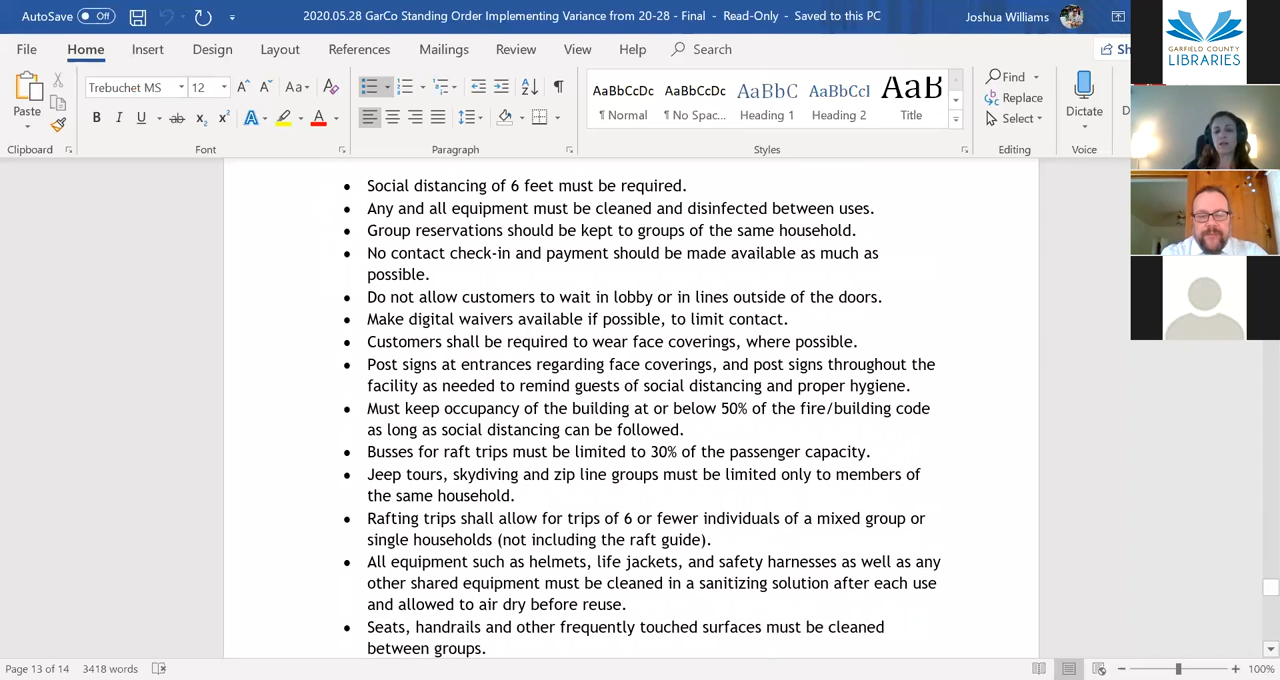 AutoSave Off 2020.05.28 GarCo Standing Order Implementing Variance from 20-28 - Final - Read-Only - Saved to this PC Joshua Williams
File Home Insert Design Layout References Mailings Review View Help Search Sh
GARFIELD COUNTY
LIBRARIES
Trebuchet MS 12 Aa
Paste B I U ab x2 x2 A A
AaBbCcDc AaBbCcDc AaBbC AaBbCcI AaB
¶ Normal ¶ No Spac... Heading 1 Heading 2 Title
Find
Replace
Select
Dictate D
Clipboard Font Paragraph Styles Editing Voice
• Social distancing of 6 feet must be required.
• Any and all equipment must be cleaned and disinfected between uses.
• Group reservations should be kept to groups of the same household.
• No contact check-in and payment should be made available as much as
possible.
• Do not allow customers to wait in lobby or in lines outside of the doors.
• Make digital waivers available if possible, to limit contact.
• Customers shall be required to wear face coverings, where possible.
• Post signs at entrances regarding face coverings, and post signs throughout the
facility as needed to remind guests of social distancing and proper hygiene.
• Must keep occupancy of the building at or below 50% of the fire/building code
as long as social distancing can be followed.
• Busses for raft trips must be limited to 30% of the passenger capacity.
• Jeep tours, skydiving and zip line groups must be limited only to members of
the same household.
• Rafting trips shall allow for trips of 6 or fewer individuals of a mixed group or
single households (not including the raft guide).
• All equipment such as helmets, life jackets, and safety harnesses as well as any
other shared equipment must be cleaned in a sanitizing solution after each use
and allowed to air dry before reuse.
• Seats, handrails and other frequently touched surfaces must be cleaned
between groups.
Page 13 of 14 3418 words 100%